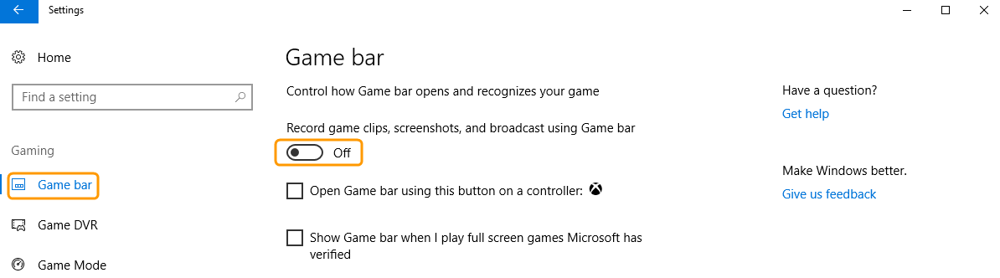 Settings
Home
Find a setting
Gaming
Game bar
Game DVR
Game Mode
Game bar
Control how Game bar opens and recognizes your game
Record game clips, screenshots, and broadcast using Game bar
Off
Open Game bar using this button on a controller:
Show Game bar when I play full screen games Microsoft has
verified
Have a question?
Get help
Make Windows better.
Give us feedback